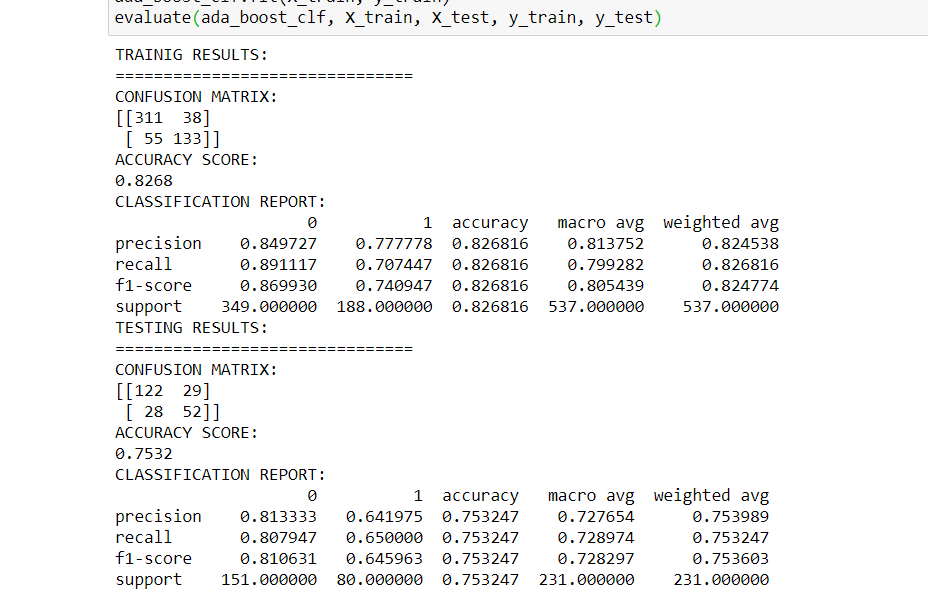 evaluate(ada_boost_clf, X_train, X_test, y_train, y_test)
TRAINIG RESULTS:
===============================
CONFUSION MATRIX:
[[311  38]
 [ 55 133]]
ACCURACY SCORE:
0.8268
CLASSIFICATION REPORT:
0 1 accuracy macro avg weighted avg
precision 0.849727 0.777778 0.826816 0.813752 0.824538
recall 0.891117 0.707447 0.826816 0.799282 0.826816
f1-score 0.869930 0.740947 0.826816 0.805439 0.824774
support 349.000000 188.000000 0.826816 537.000000 537.000000
TESTING RESULTS:
===============================
CONFUSION MATRIX:
[[122  29]
 [ 28  52]]
ACCURACY SCORE:
0.7532
CLASSIFICATION REPORT:
0 1 accuracy macro avg weighted avg
precision 0.813333 0.641975 0.753247 0.727654 0.753989
recall 0.807947 0.650000 0.753247 0.728974 0.753247
f1-score 0.810631 0.645963 0.753247 0.728297 0.753603
support 151.000000 80.000000 0.753247 231.000000 231.000000